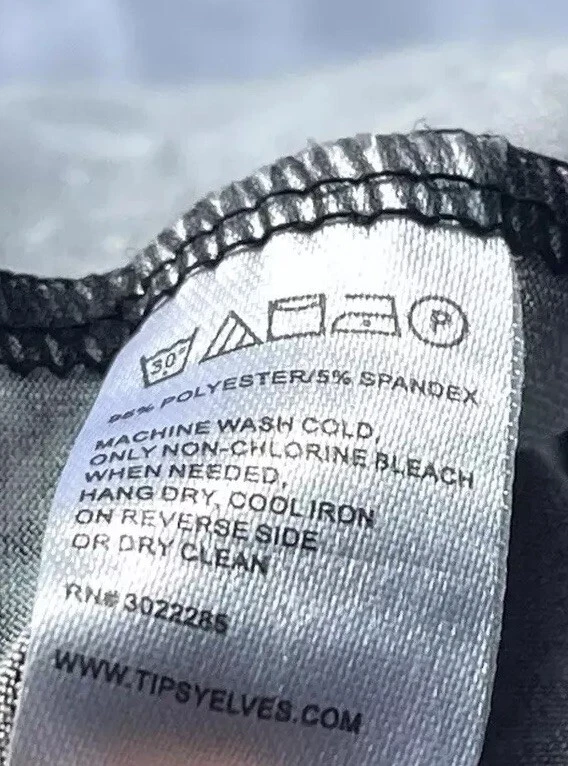 30°
P
95% POLYESTER/5% SPANDEX
MACHINE WASH COLD,
ONLY NON-CHLORINE BLEACH
WHEN NEEDED,
HANG DRY, COOL IRON
ON REVERSE SIDE
OR DRY CLEAN
RN# 3022285
WWW.TIPSYELVES.COM